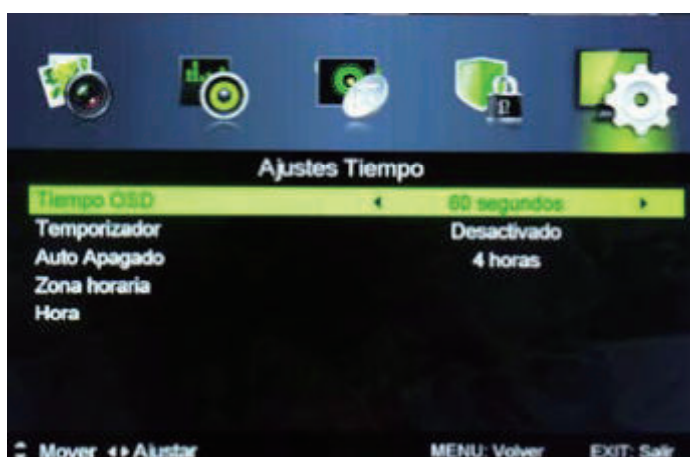 Ajustes Tiempo
Tiempo OSD 60 segundos
Temporizador Desactivado
Auto Apagado 4 horas
Zona horaria
Hora
Mover Ajustar MENU: Volver EXIT: Salir